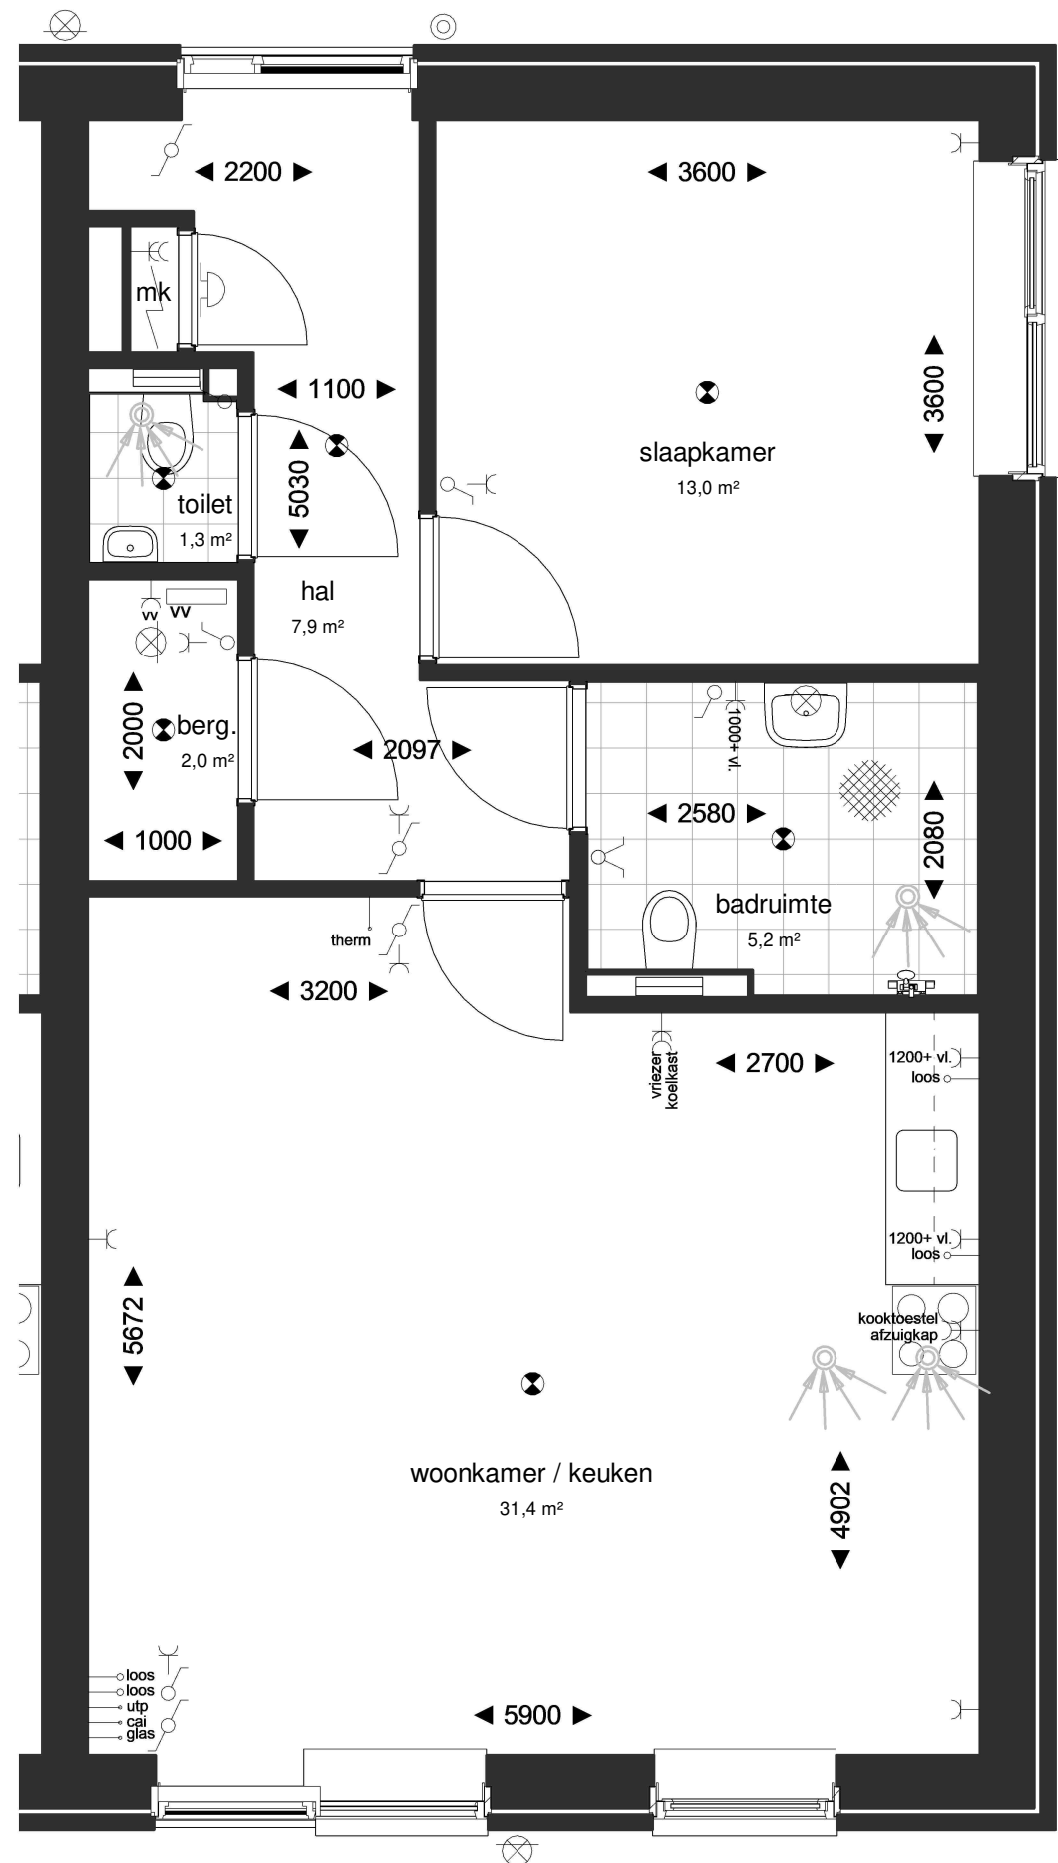 2200
3600
mk
1100
3600
5030
slaapkamer
13,0 m²
toilet
1,3 m²
hal
7,9 m²
vv
vv
2000
berg.
2,0 m²
1000
2097
1000+ vl.
2580
2080
badruimte
5,2 m²
therm
3200
2700
vriezer
koelkast
1200+ vl.
loos
1200+ vl.
loos
kooktoestel
afzuigkap
5672
woonkamer / keuken
31,4 m²
4902
loos
loos
utp
cai
glas
5900